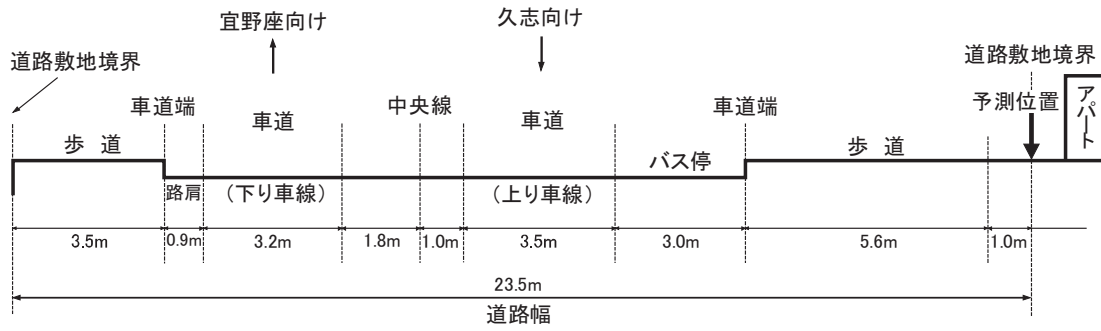 宜野座向け
久志向け
道路敷地境界
道路敷地境界
車道端
車道
中央線
車道
車道端
予測位置
アパート
歩 道
バス停
歩 道
路肩
（下り車線）
（上り車線）
3.5m
0.9m
3.2m
1.8m
1.0m
3.5m
3.0m
5.6m
1.0m
23.5m
道路幅